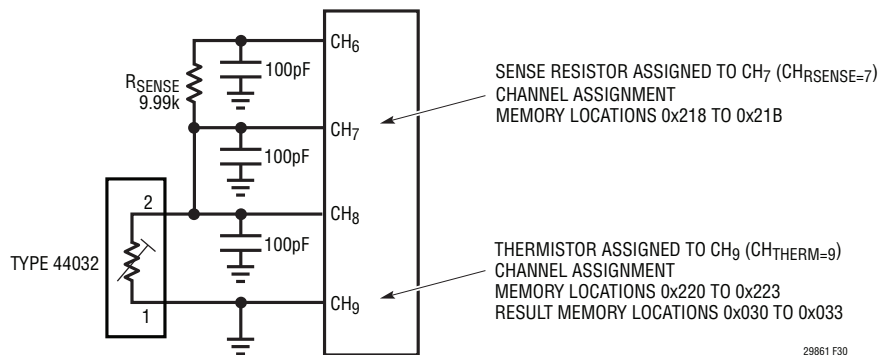 CH6
100pF
RSENSE
9.99k
CH7
100pF
2
CH8
100pF
TYPE 44032
1
CH9
SENSE RESISTOR ASSIGNED TO CH7 (CHRSENSE=7)
CHANNEL ASSIGNMENT
MEMORY LOCATIONS 0x218 TO 0x21B
THERMISTOR ASSIGNED TO CH9 (CHTHERM=9)
CHANNEL ASSIGNMENT
MEMORY LOCATIONS 0x220 TO 0x223
RESULT MEMORY LOCATIONS 0x030 TO 0x033
29861 F30